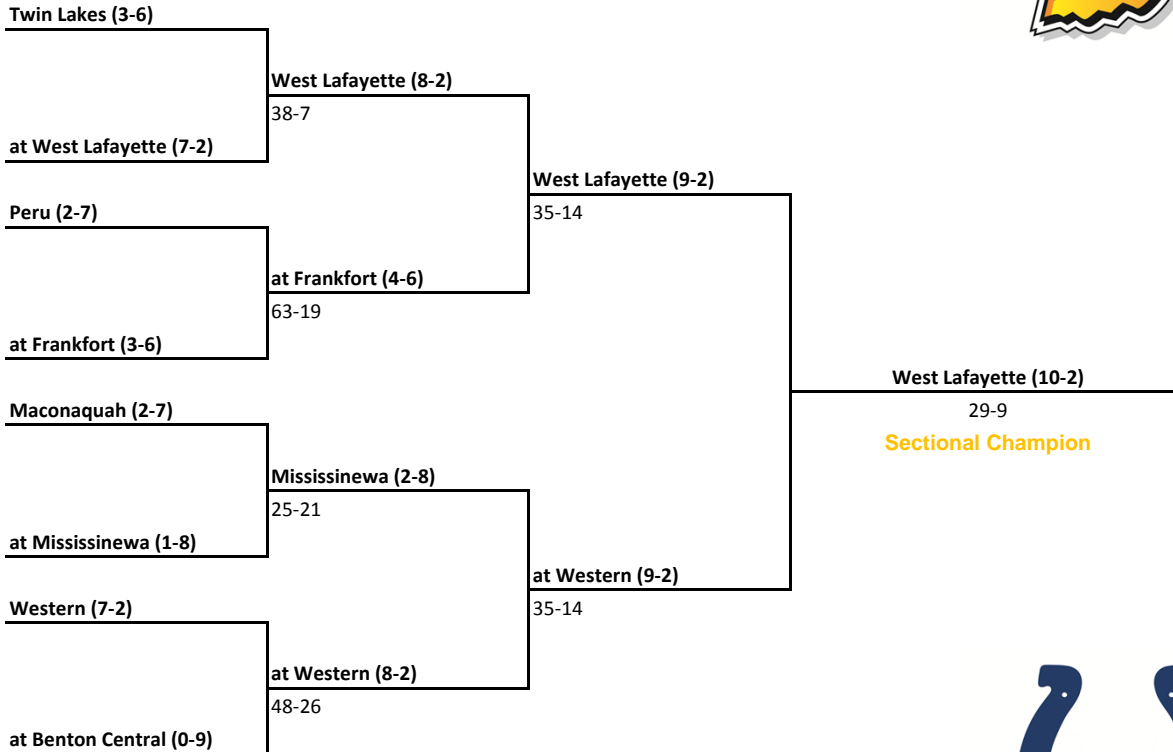 Twin Lakes (3-6)
West Lafayette (8-2)
38-7
at West Lafayette (7-2)
West Lafayette (9-2)
35-14
Peru (2-7)
at Frankfort (4-6)
63-19
at Frankfort (3-6)
West Lafayette (10-2)
29-9
Sectional Champion
Maconaquah (2-7)
Mississinewa (2-8)
25-21
at Mississinewa (1-8)
at Western (9-2)
35-14
Western (7-2)
at Western (8-2)
48-26
at Benton Central (0-9)